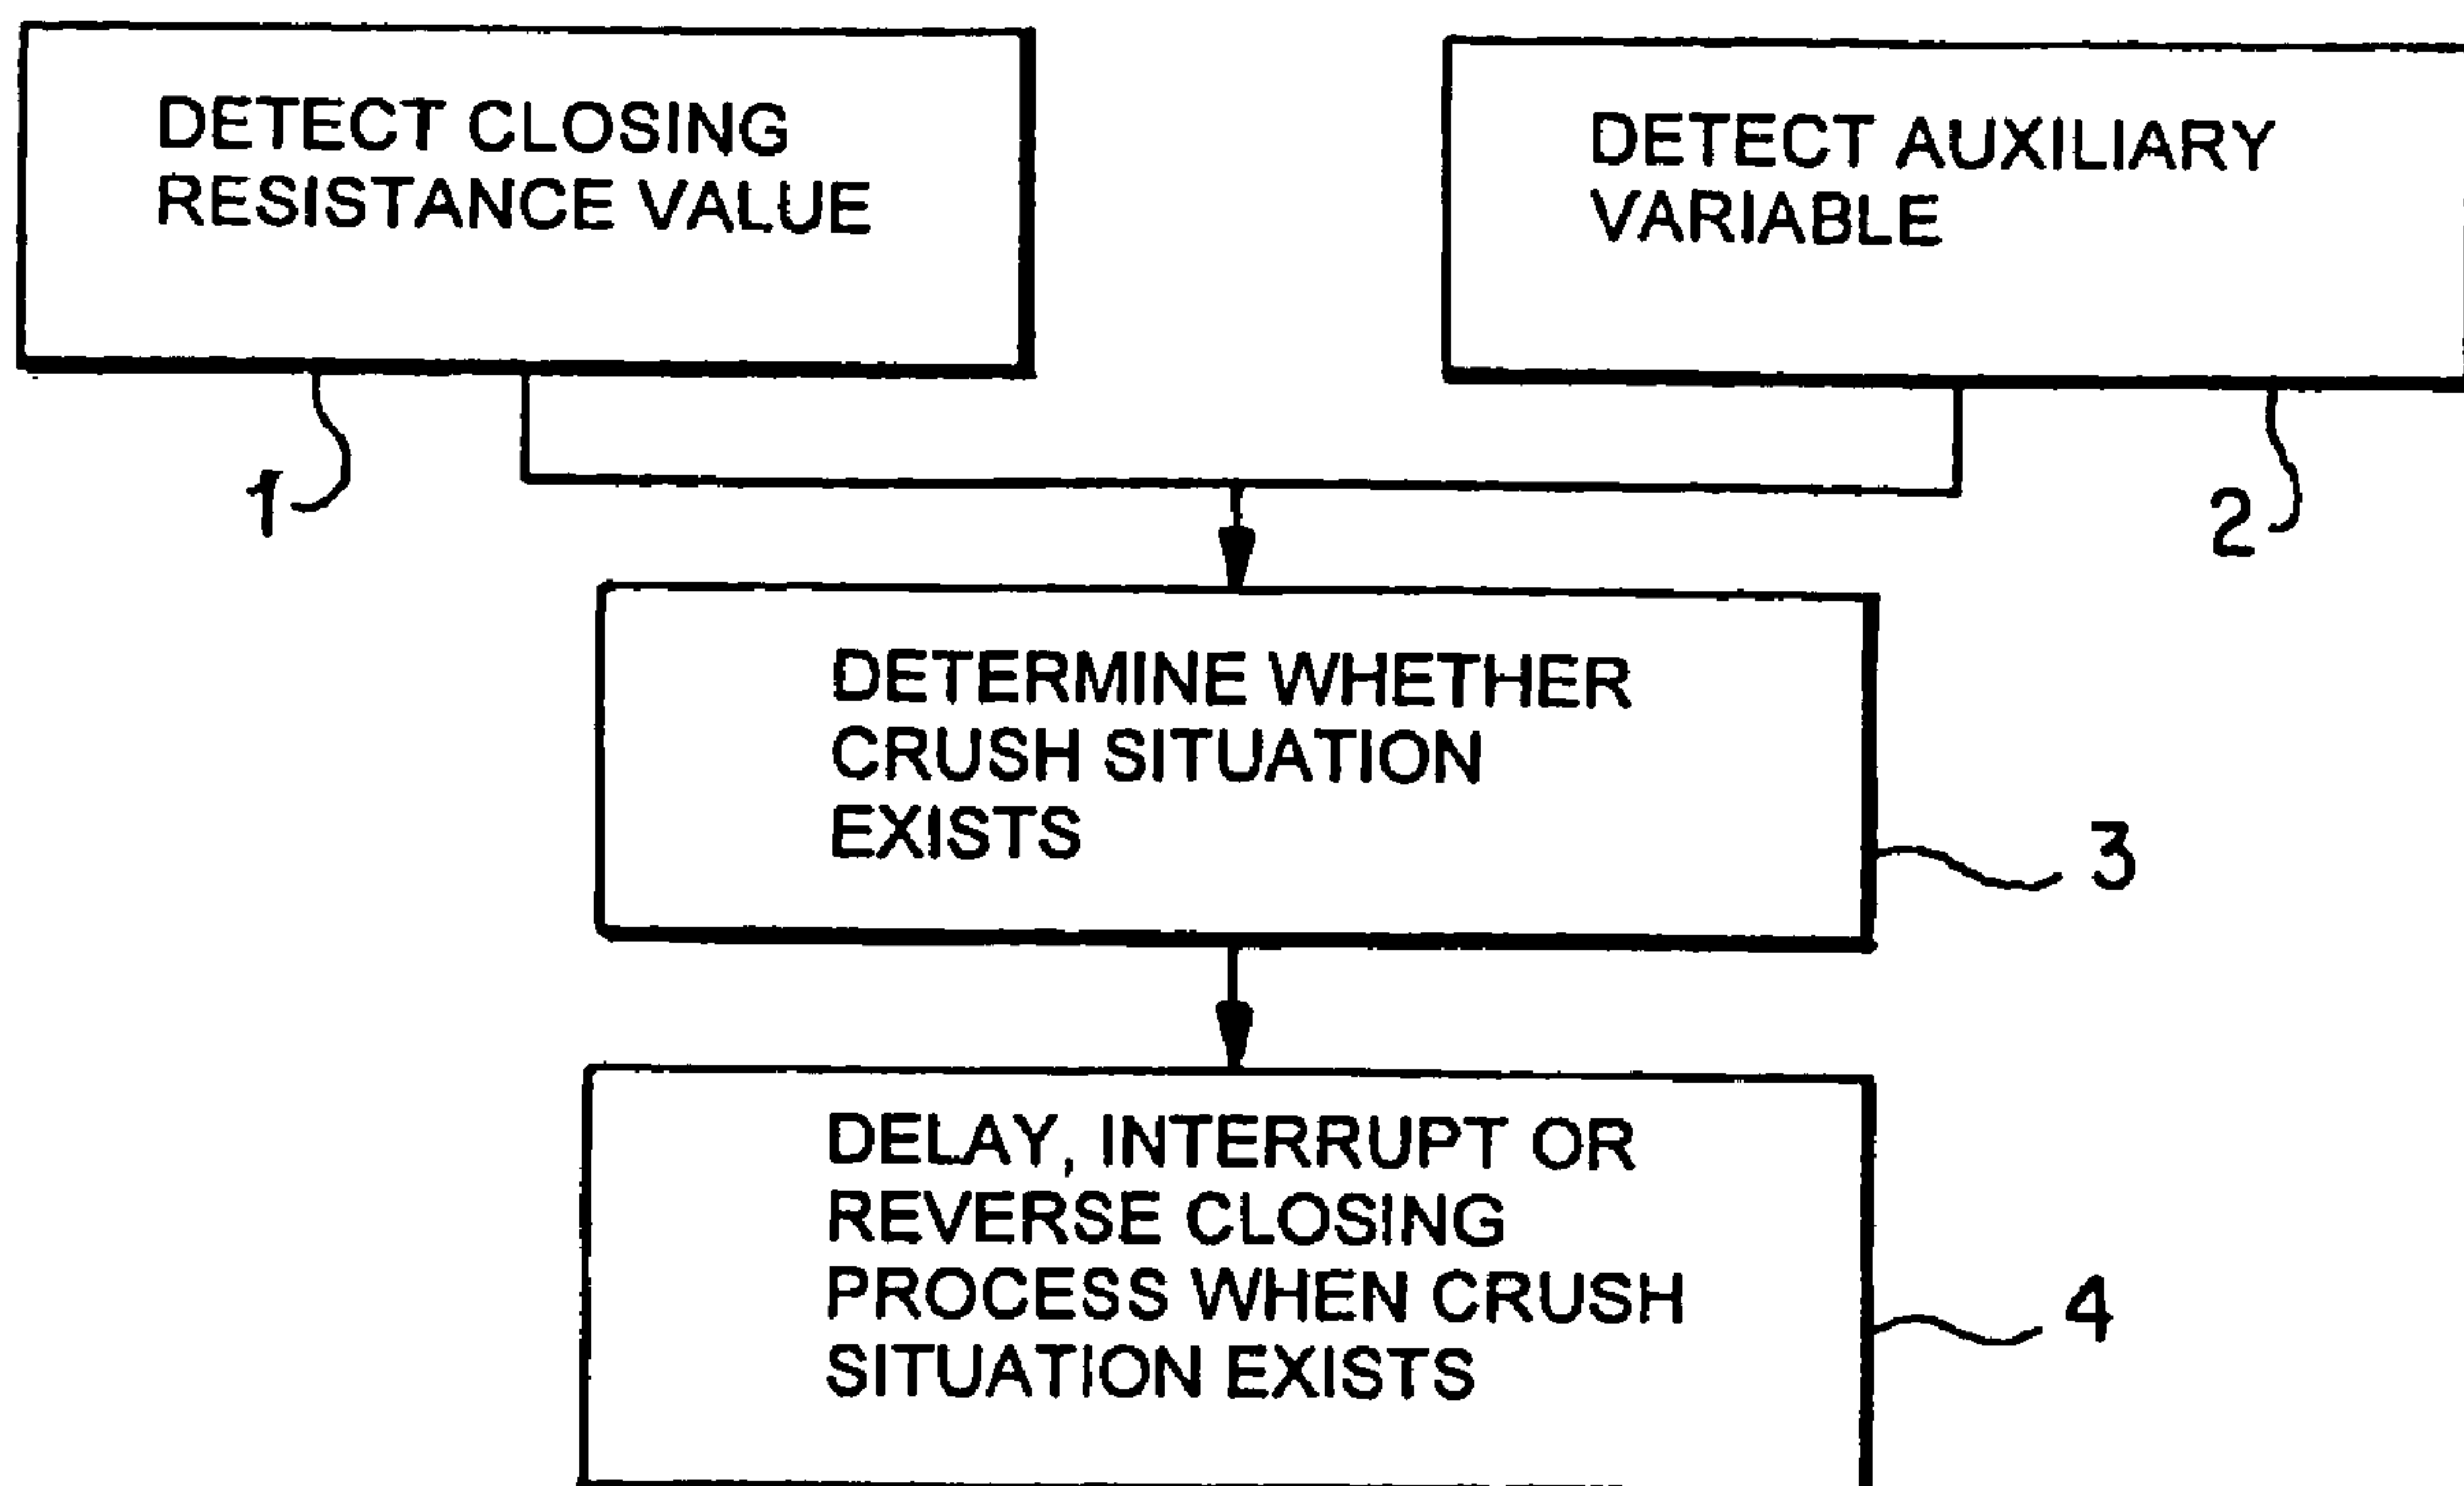 DETECT CLOSING
RESISTANCE VALUE
DETECT AUXILIARY
VARIABLE
1
2
DETERMINE WHETHER
CRUSH SITUATION
EXISTS
3
DELAY, INTERRUPT OR
REVERSE CLOSING
PROCESS WHEN CRUSH
SITUATION EXISTS
4